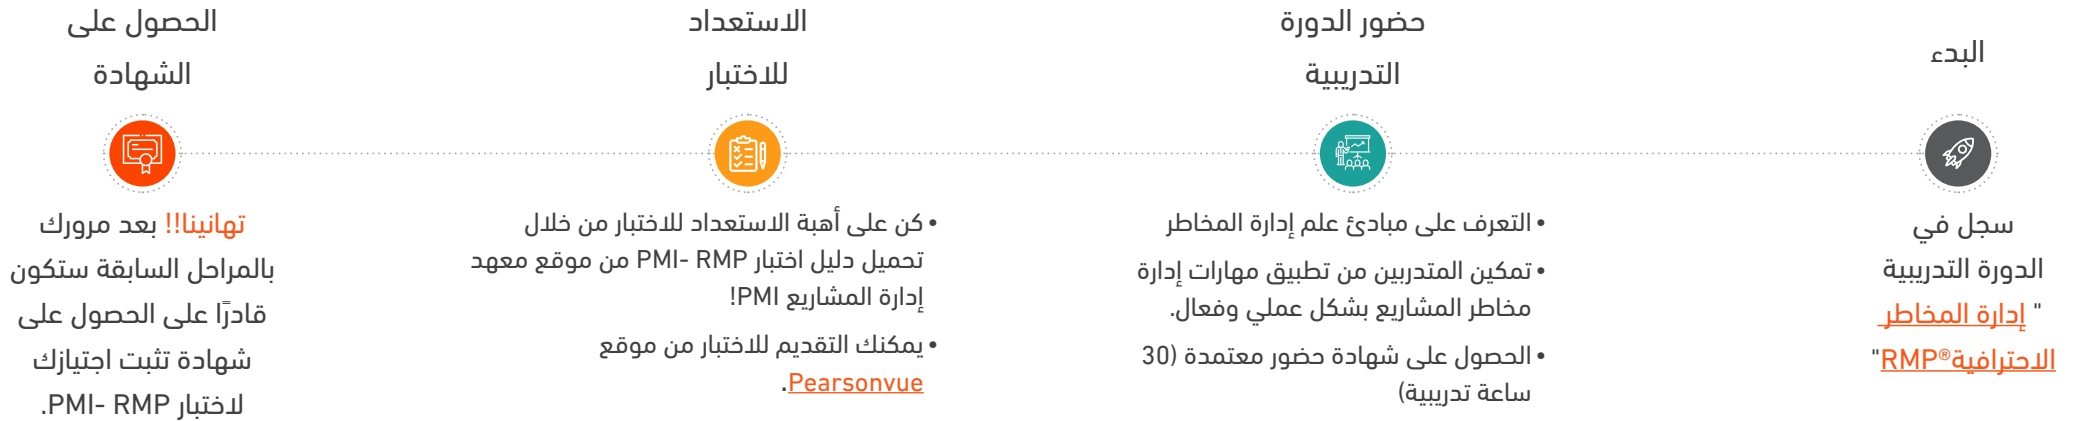 البدء
سجل في
الدورة التدريبية
" إدارة المخاطر
الاحترافية®RMP"
حضور الدورة
التدريبية
• التعرف على مبادئ علم إدارة المخاطر
• تمكين المتدربين من تطبيق مهارات إدارة
مخاطر المشاريع بشكل عملي وفعال.
• الحصول على شهادة حضور معتمدة (30
ساعة تدريبية)
الاستعداد
للاختبار
• كن على أهبة الاستعداد للاختبار من خلال
تحميل دليل اختبار PMI- RMP من موقع معهد
إدارة المشاريع PMI!
• يمكنك التقديم للاختبار من موقع
Pearsonvue.
الحصول على
الشهادة
تهانينا!! بعد مرورك
بالمراحل السابقة ستكون
قادرًا على الحصول على
شهادة تثبت اجتيازك
لاختبار PMI- RMP.